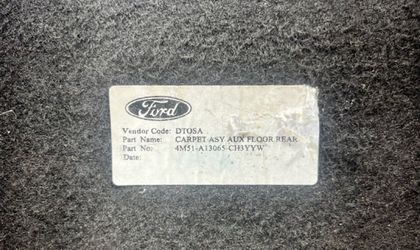 Ford
Vendor Code: DTOSA
Part Name: CARPET ASY AUX FLOOR REAR
Part No: 4M51-A13065-CH3YYW
Date: